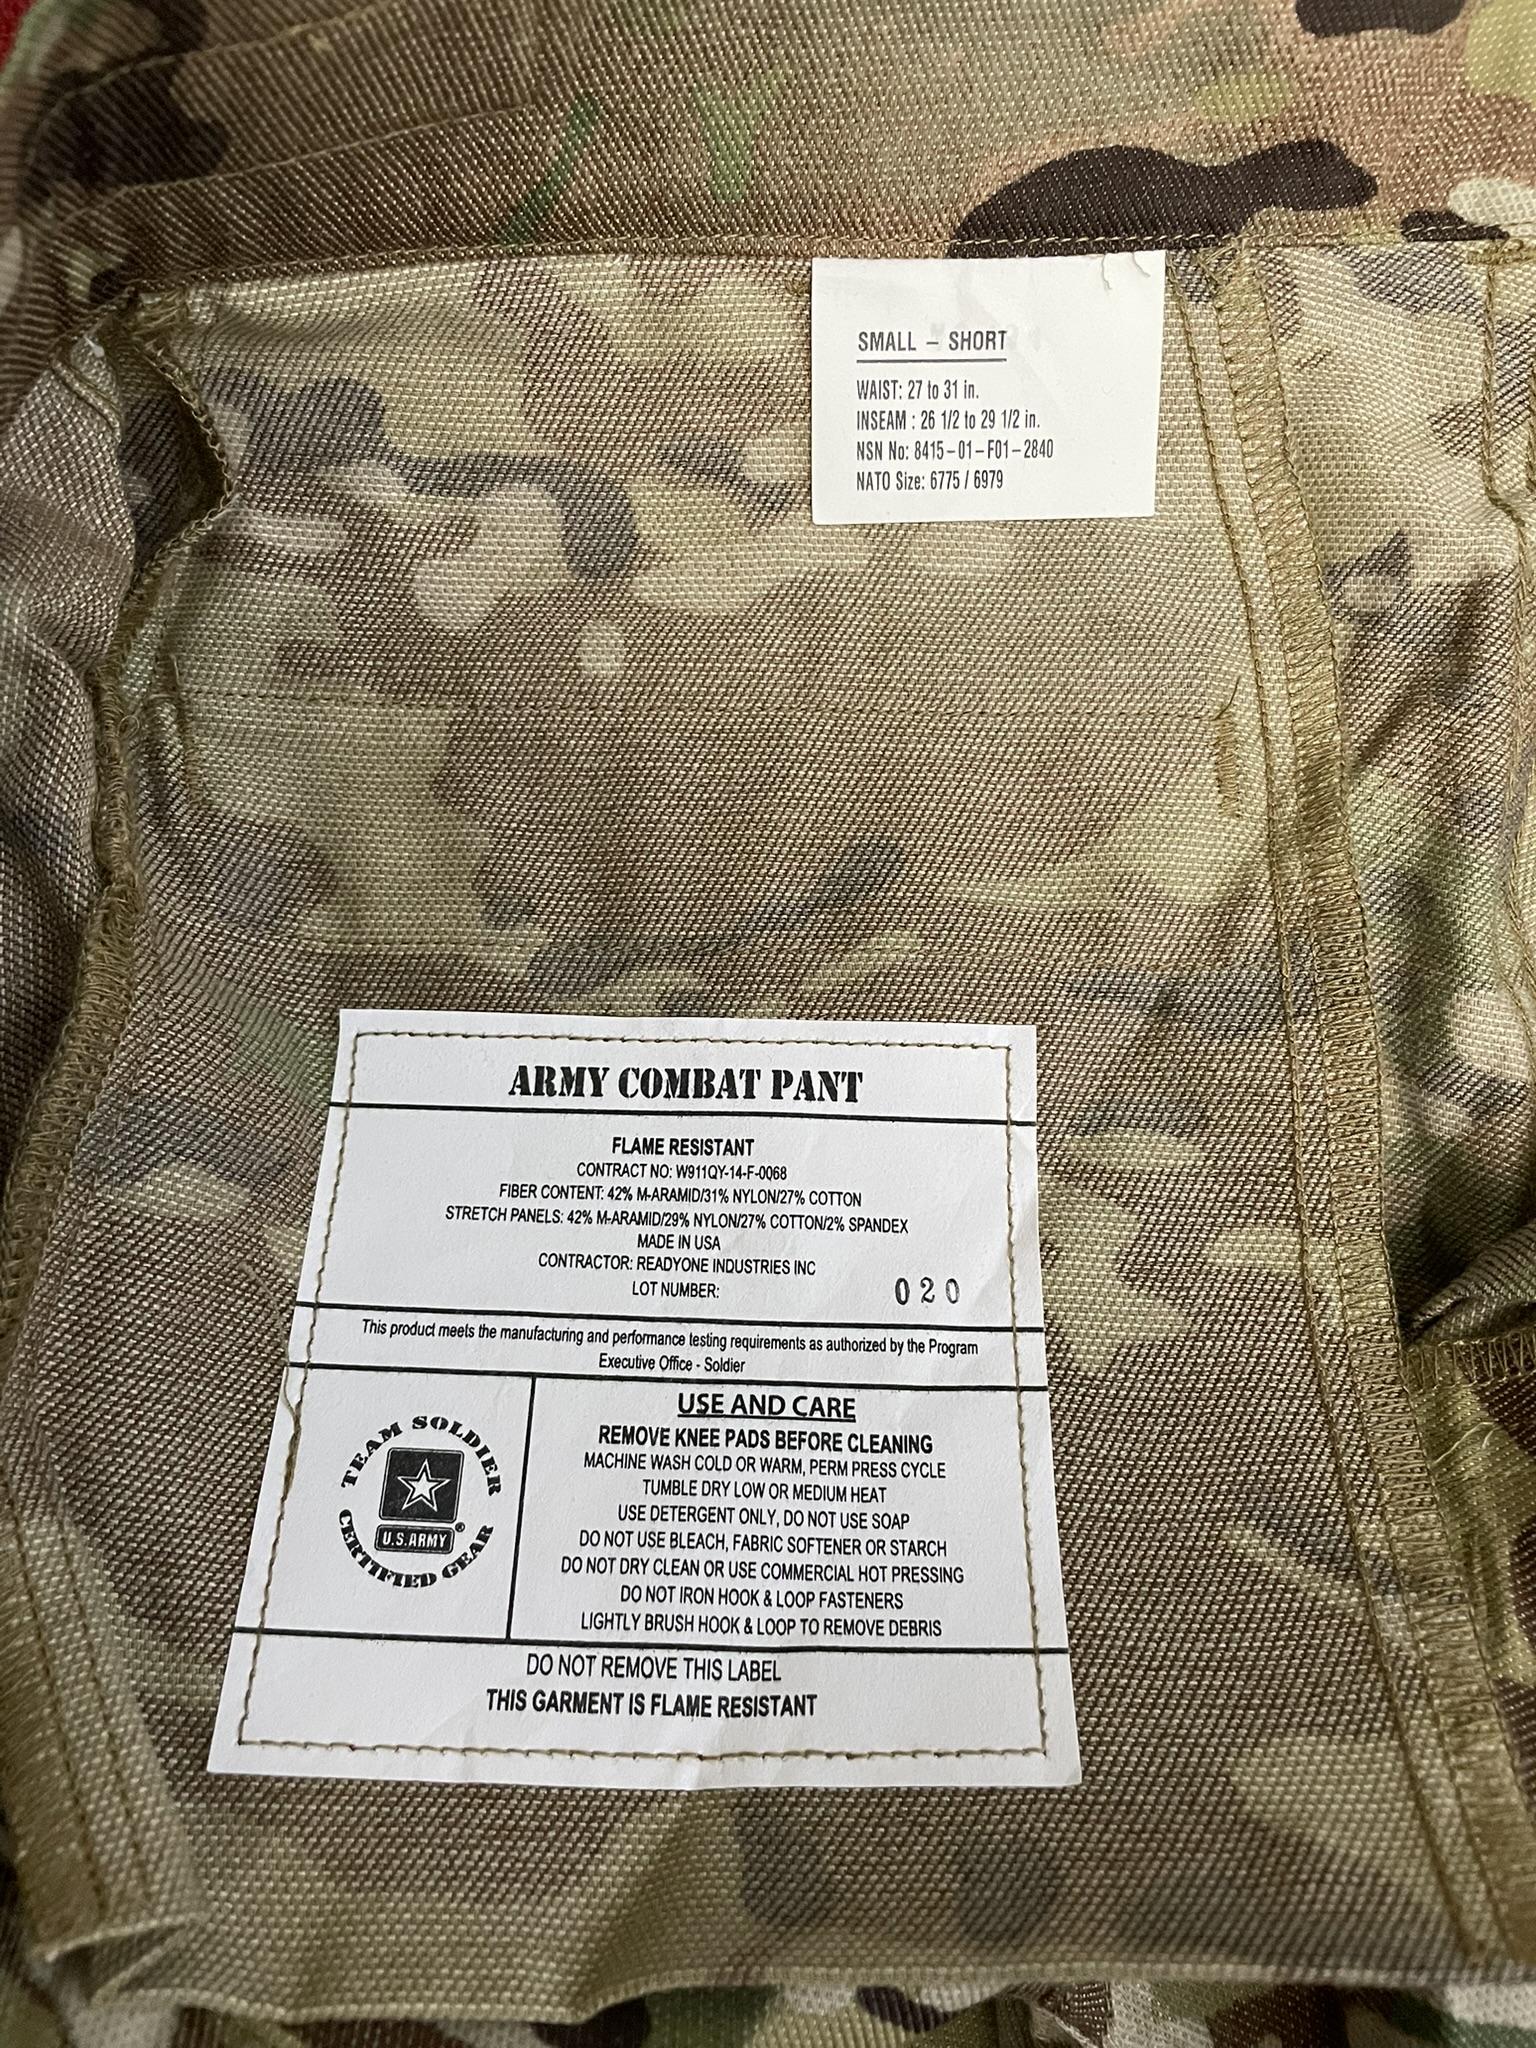 SMALL – SHORT
WAIST: 27 to 31 in.
INSEAM : 26 1/2 to 29 1/2 in.
NSN No: 8415-01-F01-2840
NATO Size: 6775 / 6979
ARMY COMBAT PANT
FLAME RESISTANT
CONTRACT NO: W911QY-14-F-0068
FIBER CONTENT: 42% M-ARAMID/31% NYLON/27% COTTON
STRETCH PANELS: 42% M-ARAMID/29% NYLON/27% COTTON/2% SPANDEX
MADE IN USA
CONTRACTOR: READYONE INDUSTRIES INC
LOT NUMBER: 020
This product meets the manufacturing and performance testing requirements as authorized by the Program
Executive Office - Soldier
TEAM SOLDIER
U.S.ARMY®
CERTIFIED GEAR
USE AND CARE
REMOVE KNEE PADS BEFORE CLEANING
MACHINE WASH COLD OR WARM, PERM PRESS CYCLE
TUMBLE DRY LOW OR MEDIUM HEAT
USE DETERGENT ONLY, DO NOT USE SOAP
DO NOT USE BLEACH, FABRIC SOFTENER OR STARCH
DO NOT DRY CLEAN OR USE COMMERCIAL HOT PRESSING
DO NOT IRON HOOK & LOOP FASTENERS
LIGHTLY BRUSH HOOK & LOOP TO REMOVE DEBRIS
DO NOT REMOVE THIS LABEL
THIS GARMENT IS FLAME RESISTANT